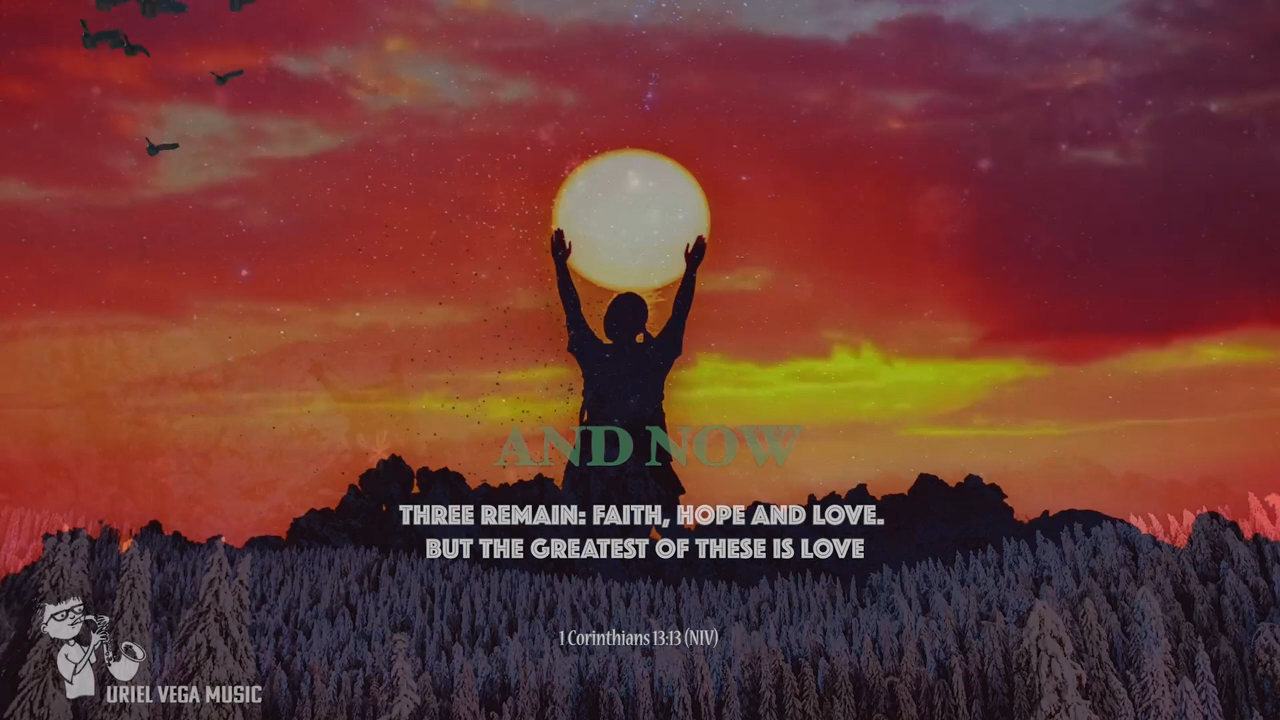 AND NOW
THREE REMAIN: FAITH, HOPE AND LOVE.
BUT THE GREATEST OF THESE IS LOVE
1 Corinthians 13:13 (NIV)
URIEL VEGA MUSIC